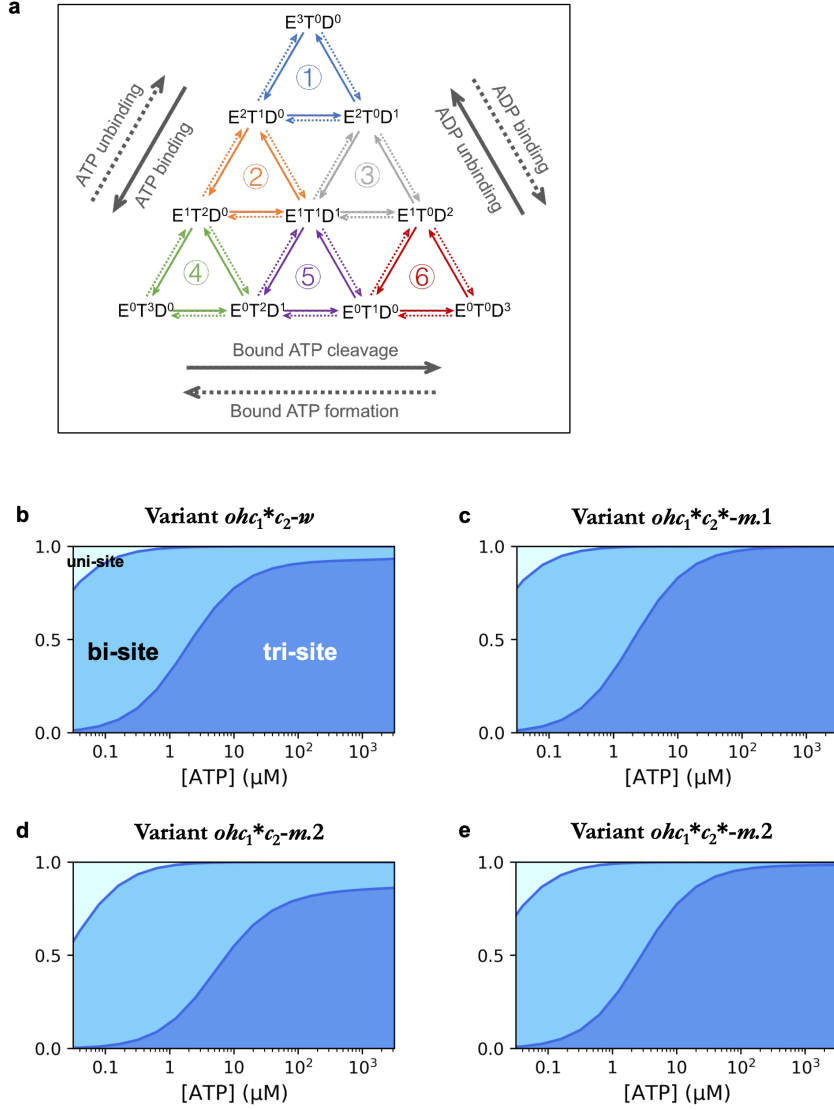 a
E³T⁰D⁰
①
E²T¹D⁰ E²T⁰D¹
ATP unbinding
ATP binding
ADP unbinding
ADP binding
② ③
E¹T²D⁰ E¹T¹D¹ E¹T⁰D²
④ ⑤ ⑥
E⁰T³D⁰ E⁰T²D¹ E⁰T¹D⁰ E⁰T⁰D³
Bound ATP cleavage
Bound ATP formation
b Variant ohc₁*c₂-w
1.0
uni-site
0.5
bi-site tri-site
0.0
0.1 1 10 10² 10³
[ATP] (μM)
c Variant ohc₁*c₂*-m.1
1.0
0.5
0.0
0.1 1 10 10² 10³
[ATP] (μM)
d Variant ohc₁*c₂-m.2
1.0
0.5
0.0
0.1 1 10 10² 10³
[ATP] (μM)
e Variant ohc₁*c₂*-m.2
1.0
0.5
0.0
0.1 1 10 10² 10³
[ATP] (μM)